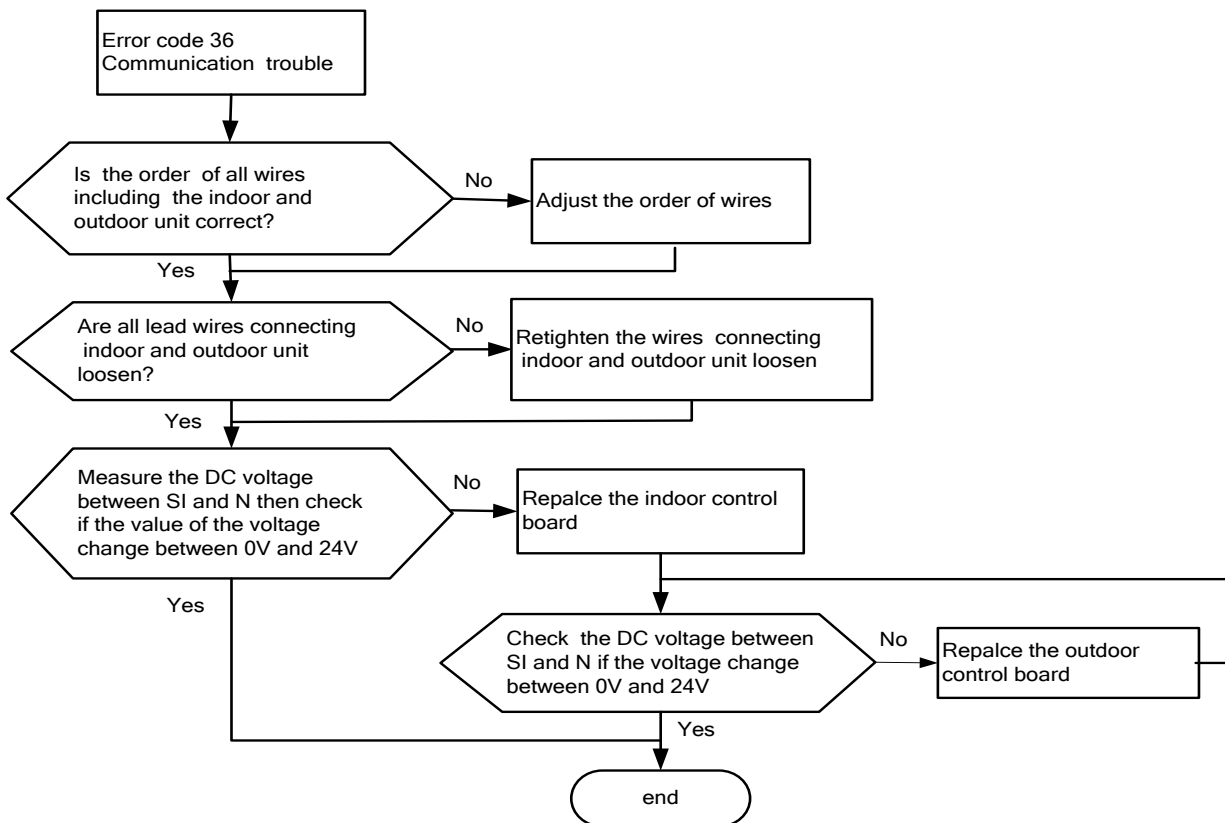 Error code 36
Communication trouble
Is the order of all wires
including the indoor and
outdoor unit correct?
No
Adjust the order of wires
Yes
Are all lead wires connecting
indoor and outdoor unit
loosen?
No
Retighten the wires connecting
indoor and outdoor unit loosen
Yes
Measure the DC voltage
between SI and N then check
if the value of the voltage
change between 0V and 24V
No
Repalce the indoor control
board
Yes
Check the DC voltage between
SI and N if the voltage change
between 0V and 24V
No
Repalce the outdoor
control board
Yes
end